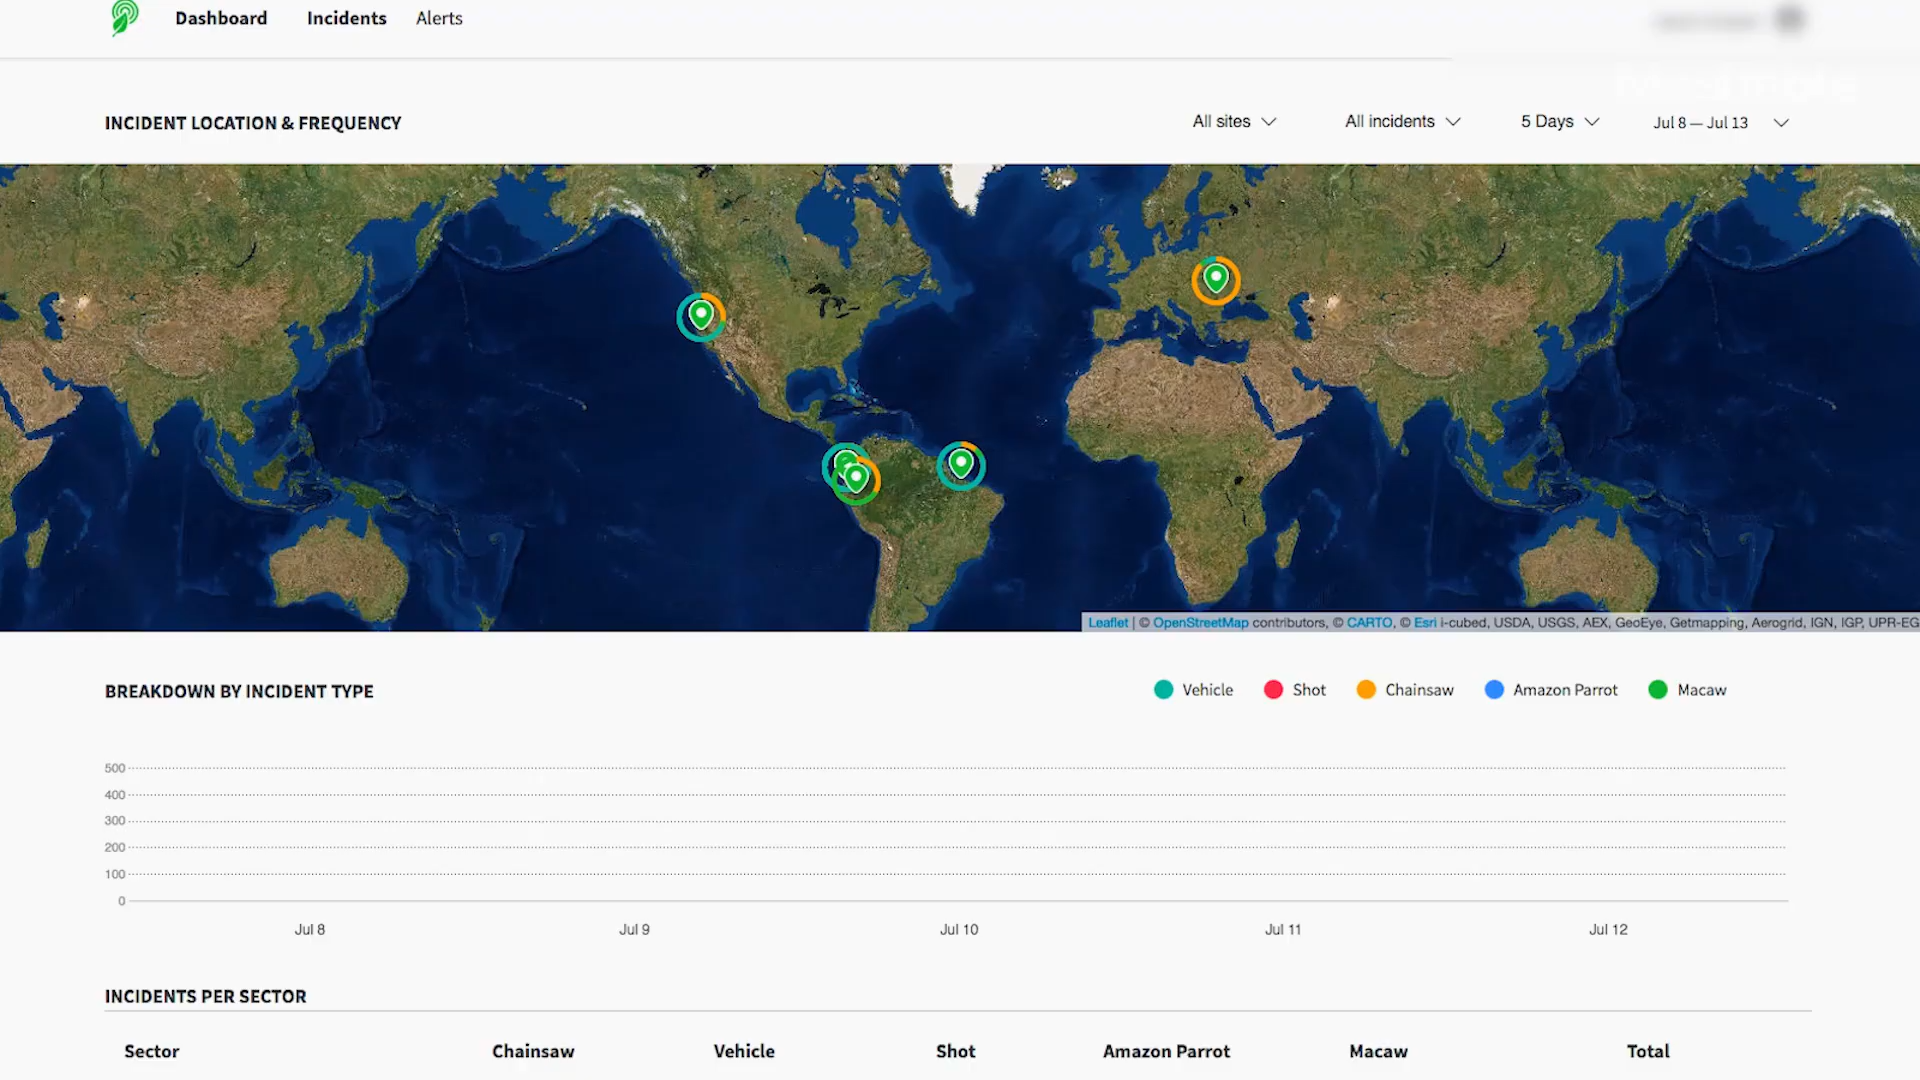 Dashboard Incidents Alerts
INCIDENT LOCATION & FREQUENCY
All sites All incidents 5 Days Jul 8 — Jul 13
Leaflet | © OpenStreetMap contributors, © CARTO, © Esri i-cubed, USDA, USGS, AEX, GeoEye, Getmapping, Aerogrid, IGN, IGP, UPR-EG
BREAKDOWN BY INCIDENT TYPE
Vehicle Shot Chainsaw Amazon Parrot Macaw
500
400
300
200
100
0
Jul 8 Jul 9 Jul 10 Jul 11 Jul 12
INCIDENTS PER SECTOR
Sector Chainsaw Vehicle Shot Amazon Parrot Macaw Total